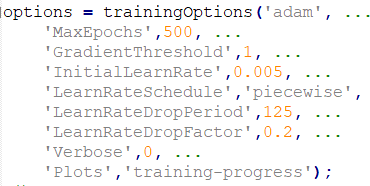 options = trainingOptions('adam', ...
'MaxEpochs',500, ...
'GradientThreshold',1, ...
'InitialLearnRate',0.005, ...
'LearnRateSchedule','piecewise',
'LearnRateDropPeriod',125, ...
'LearnRateDropFactor',0.2, ...
'Verbose',0, ...
'Plots','training-progress');